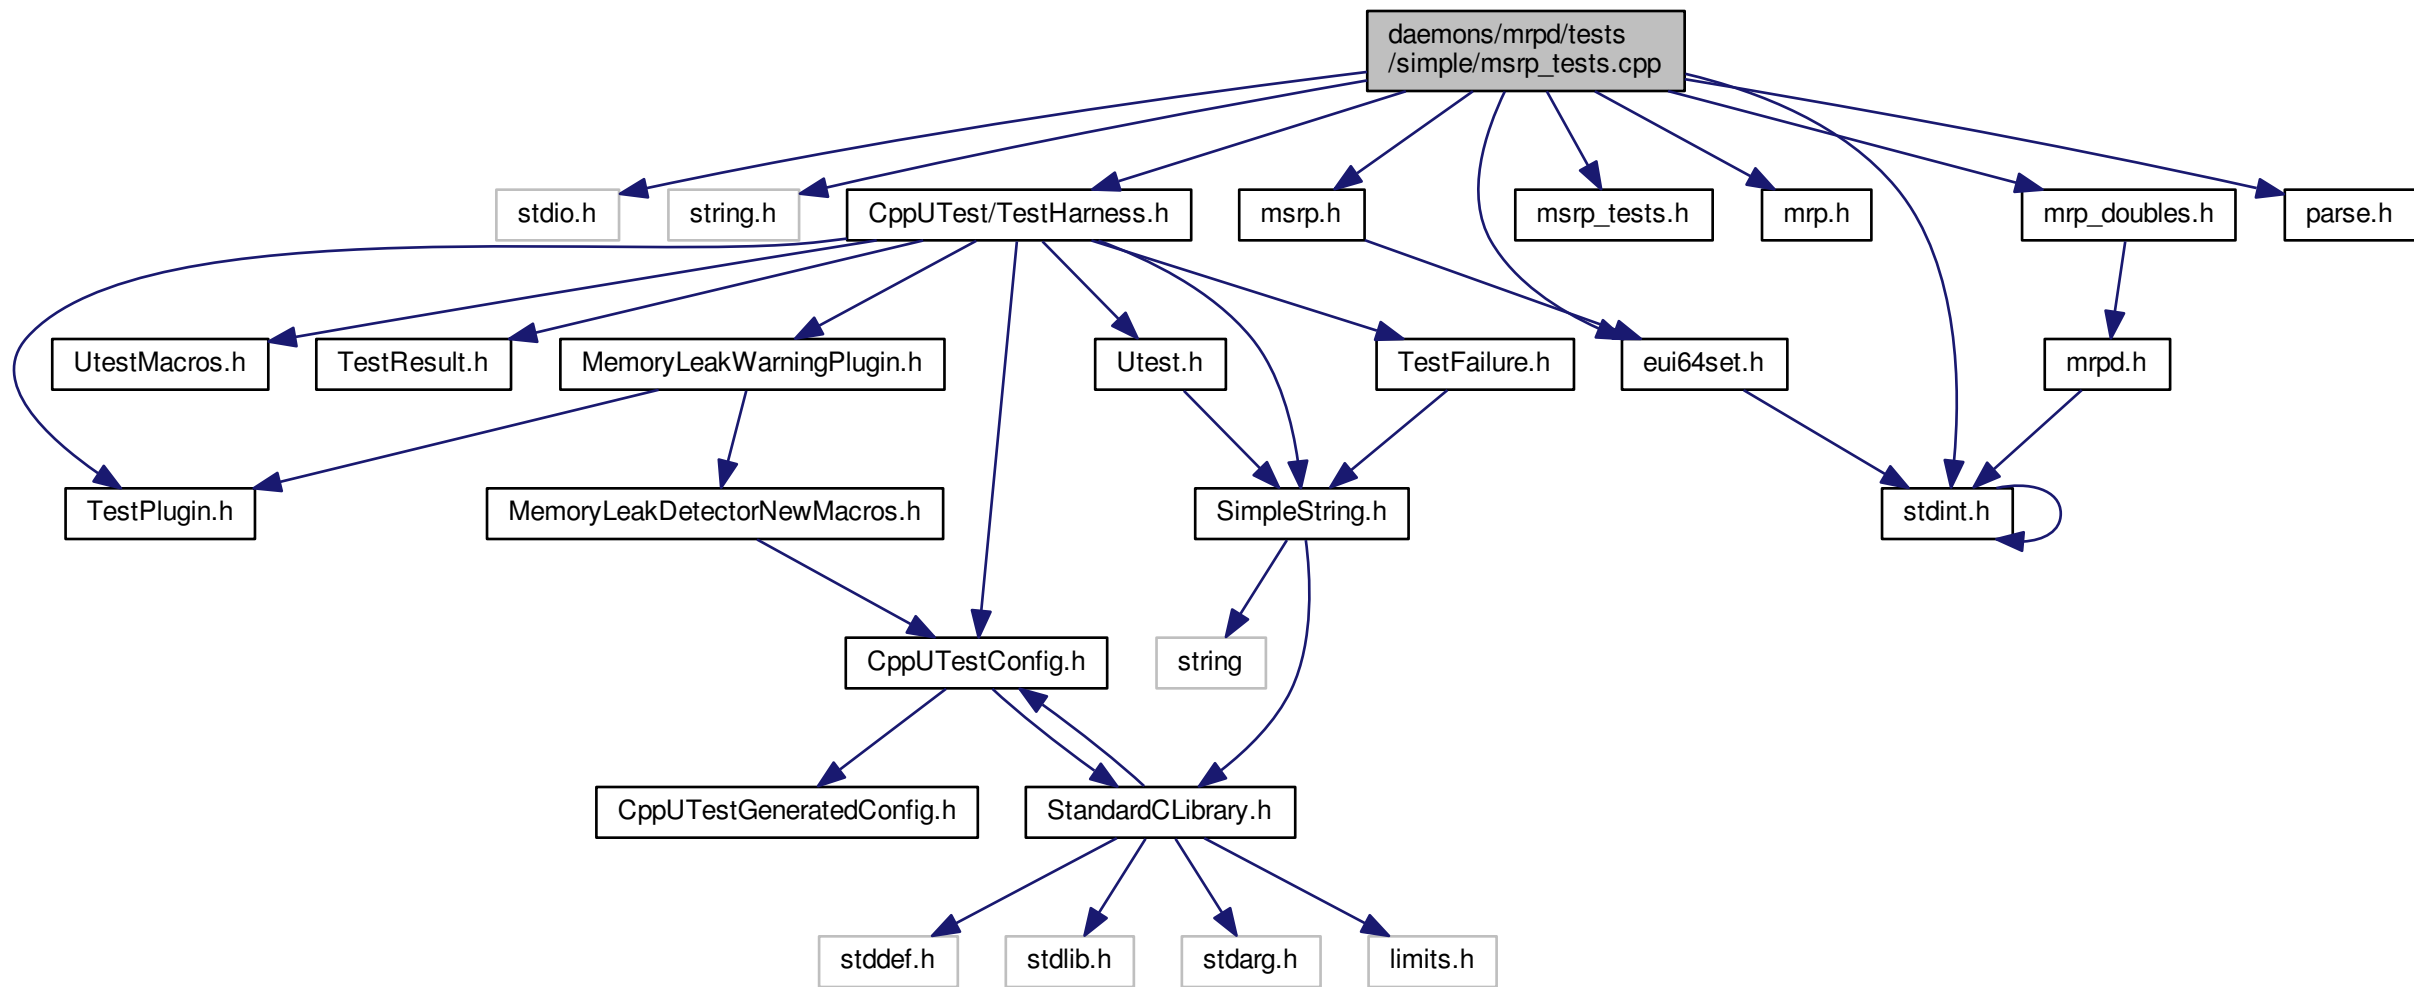 daemons/mrpd/tests
/simple/msrp_tests.cpp
stdio.h
string.h
CppUTest/TestHarness.h
msrp.h
msrp_tests.h
mrp.h
mrp_doubles.h
parse.h
UtestMacros.h
TestResult.h
MemoryLeakWarningPlugin.h
Utest.h
TestFailure.h
eui64set.h
mrpd.h
TestPlugin.h
MemoryLeakDetectorNewMacros.h
SimpleString.h
stdint.h
CppUTestConfig.h
string
CppUTestGeneratedConfig.h
StandardCLibrary.h
stddef.h
stdlib.h
stdarg.h
limits.h